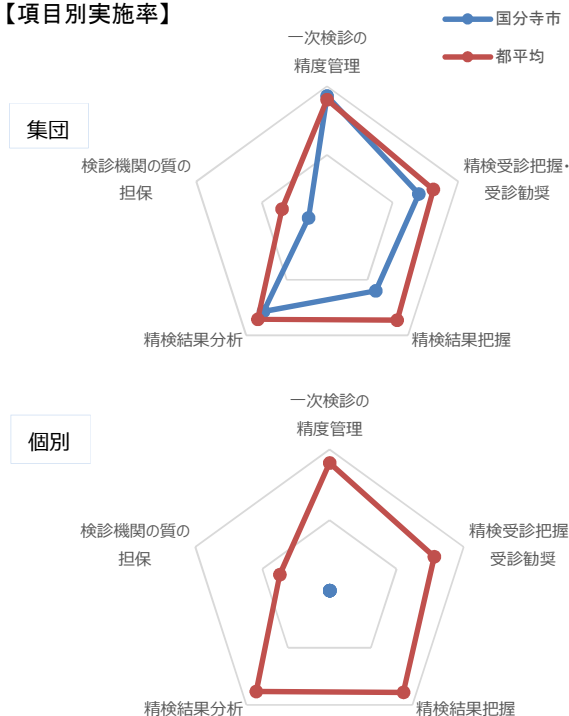 【項目別実施率】
国分寺市
都平均
集団
一次検診の
精度管理
精検受診把握・
受診勧奨
精検結果把握
精検結果分析
検診機関の質の
担保
個別
一次検診の
精度管理
精検受診把握
受診勧奨
精検結果把握
精検結果分析
検診機関の質の
担保